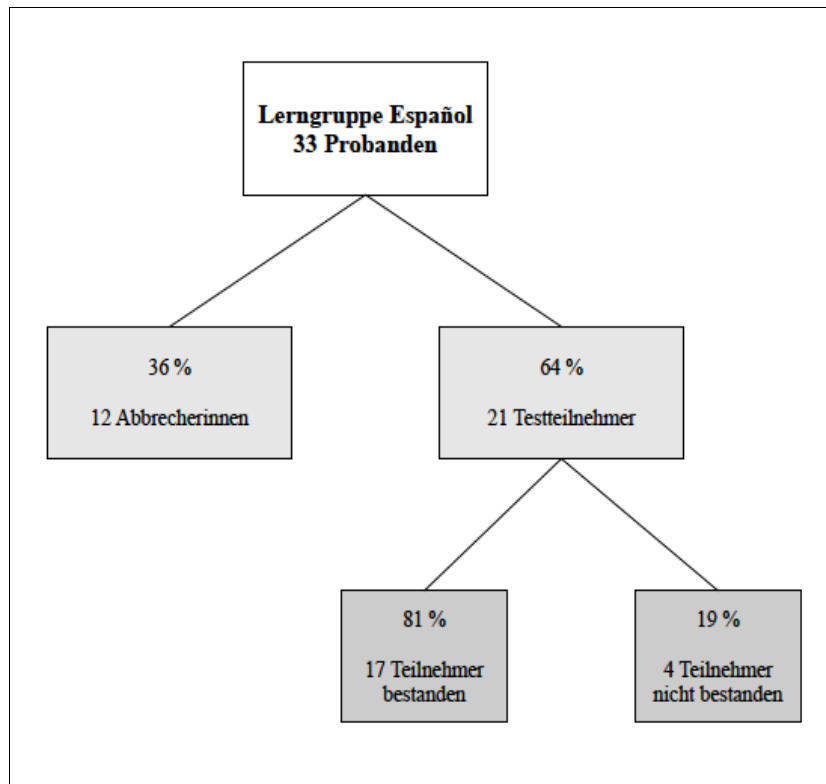 Lerngruppe Español
33 Probanden
36 %
12 Abbrecherinnen
64 %
21 Testteilnehmer
81 %
17 Teilnehmer
bestanden
19 %
4 Teilnehmer
nicht bestanden